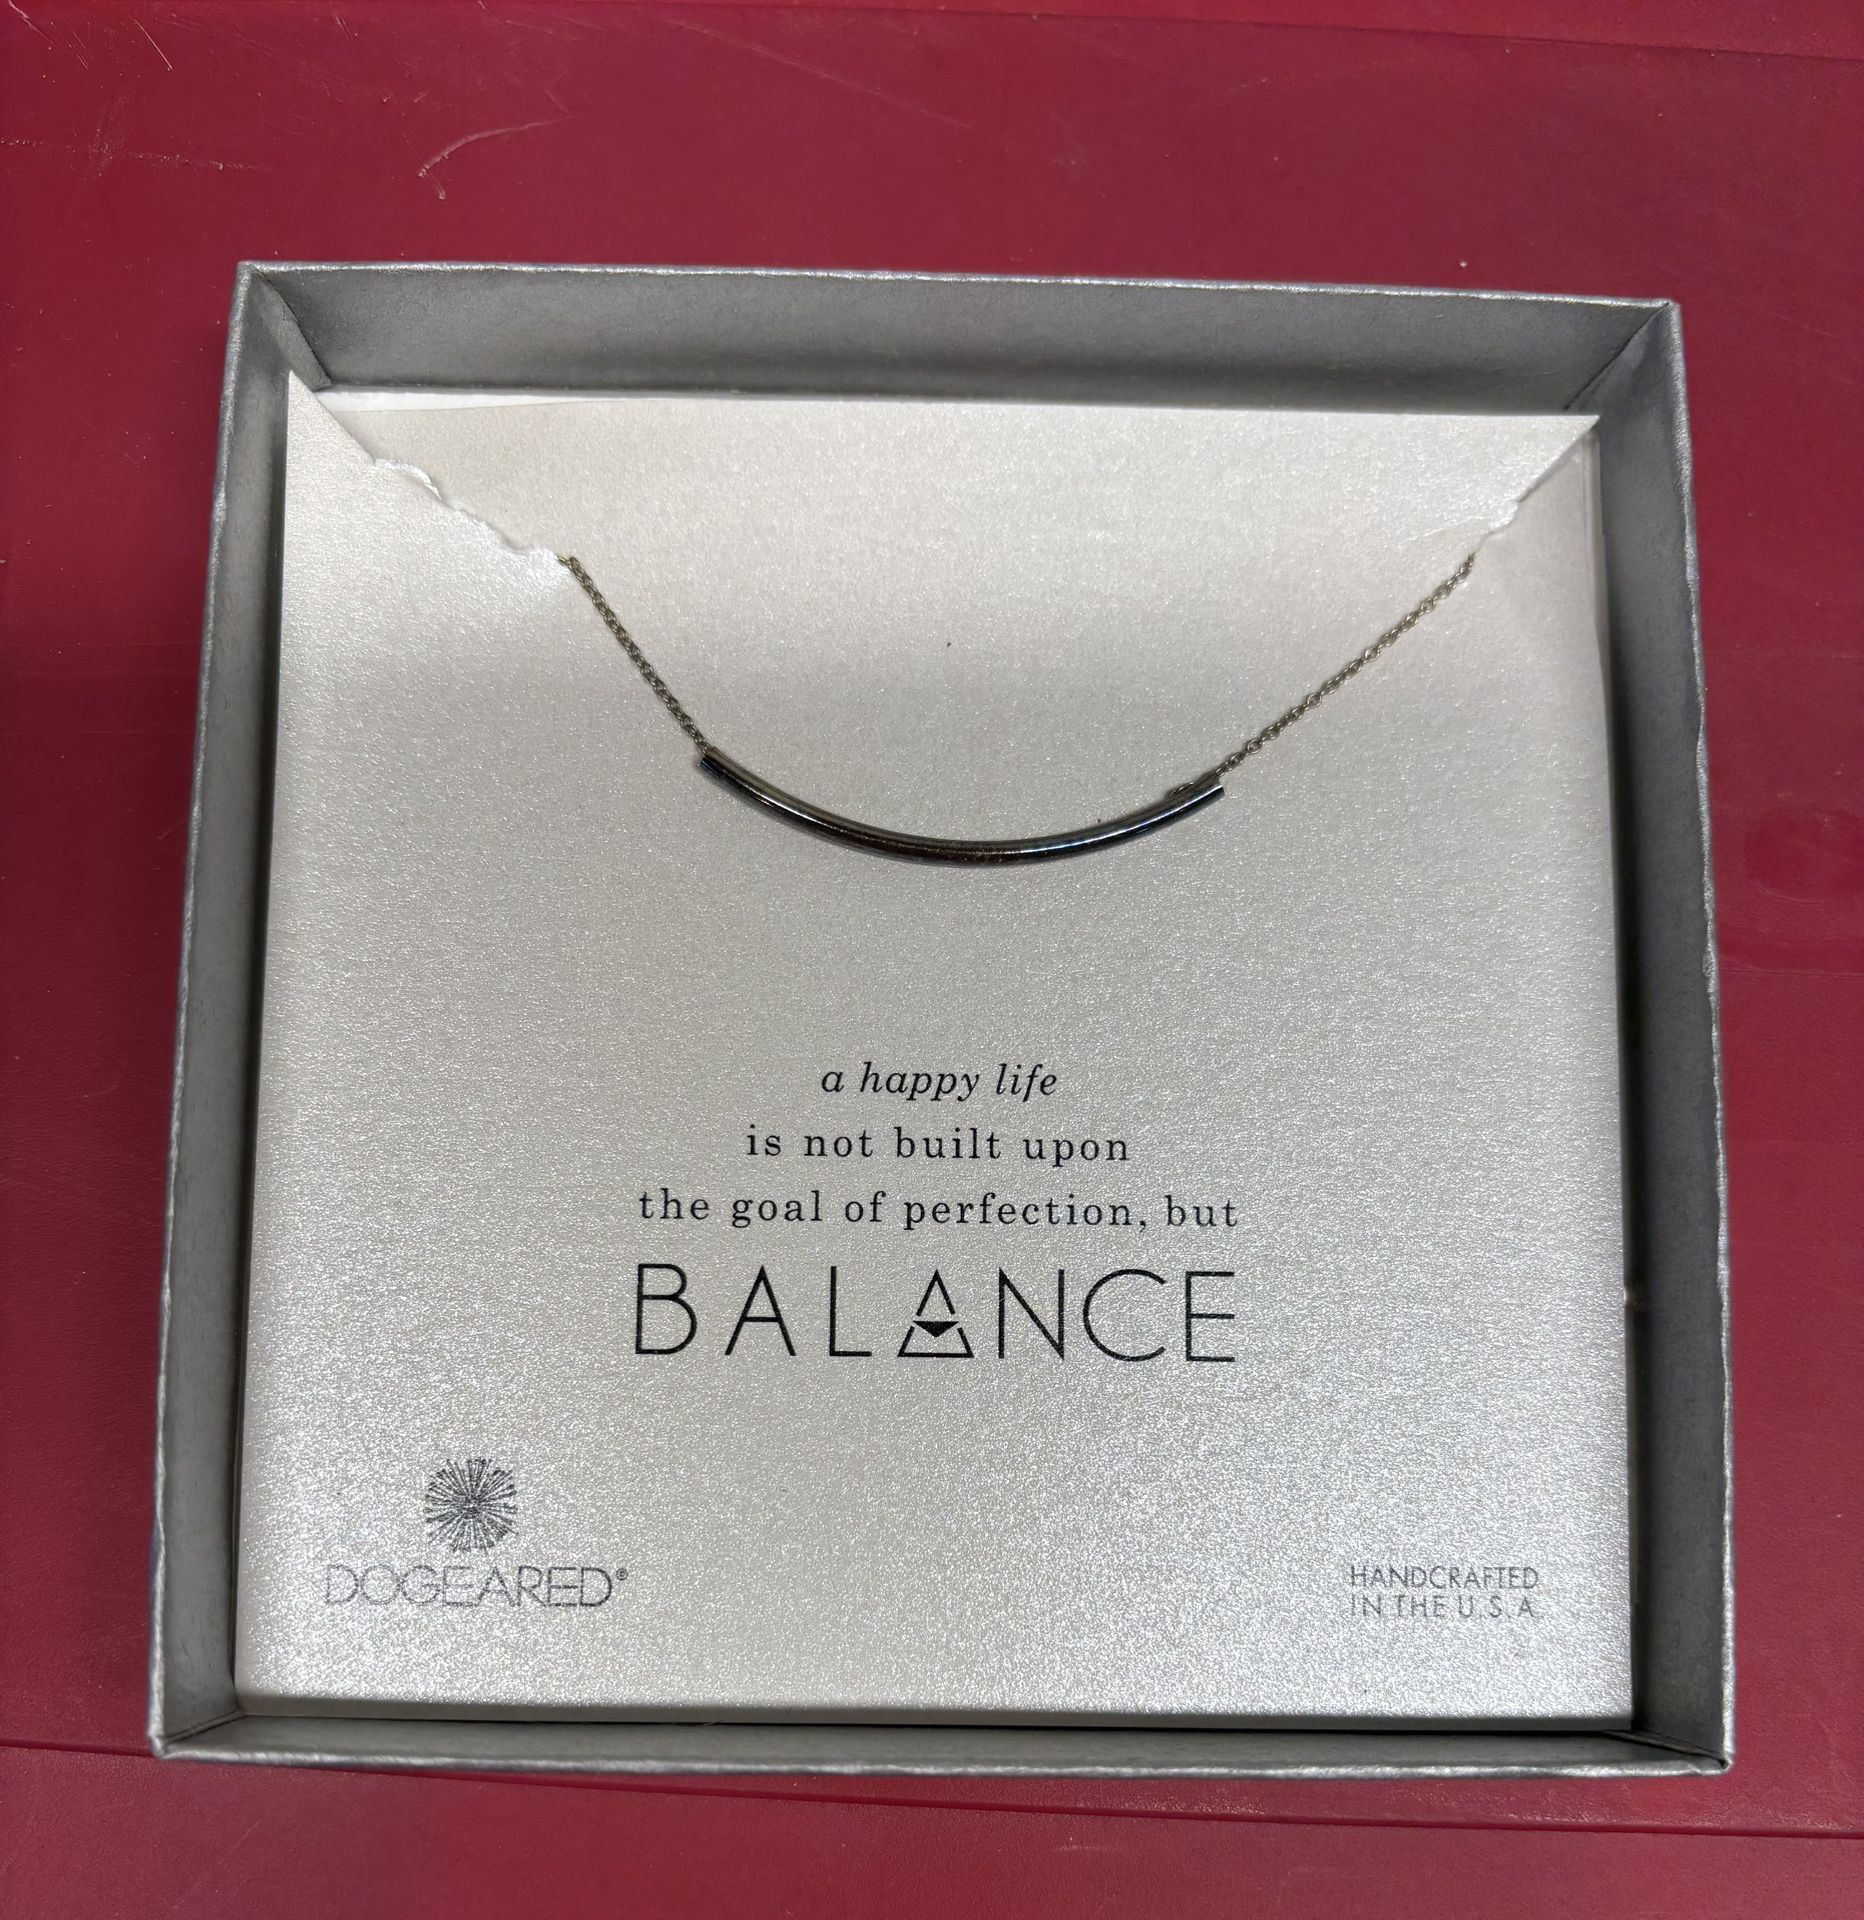 a happy life
is not built upon
the goal of perfection, but
BALANCE
DOGEARED®
HANDCRAFTED
IN THE U.S.A.